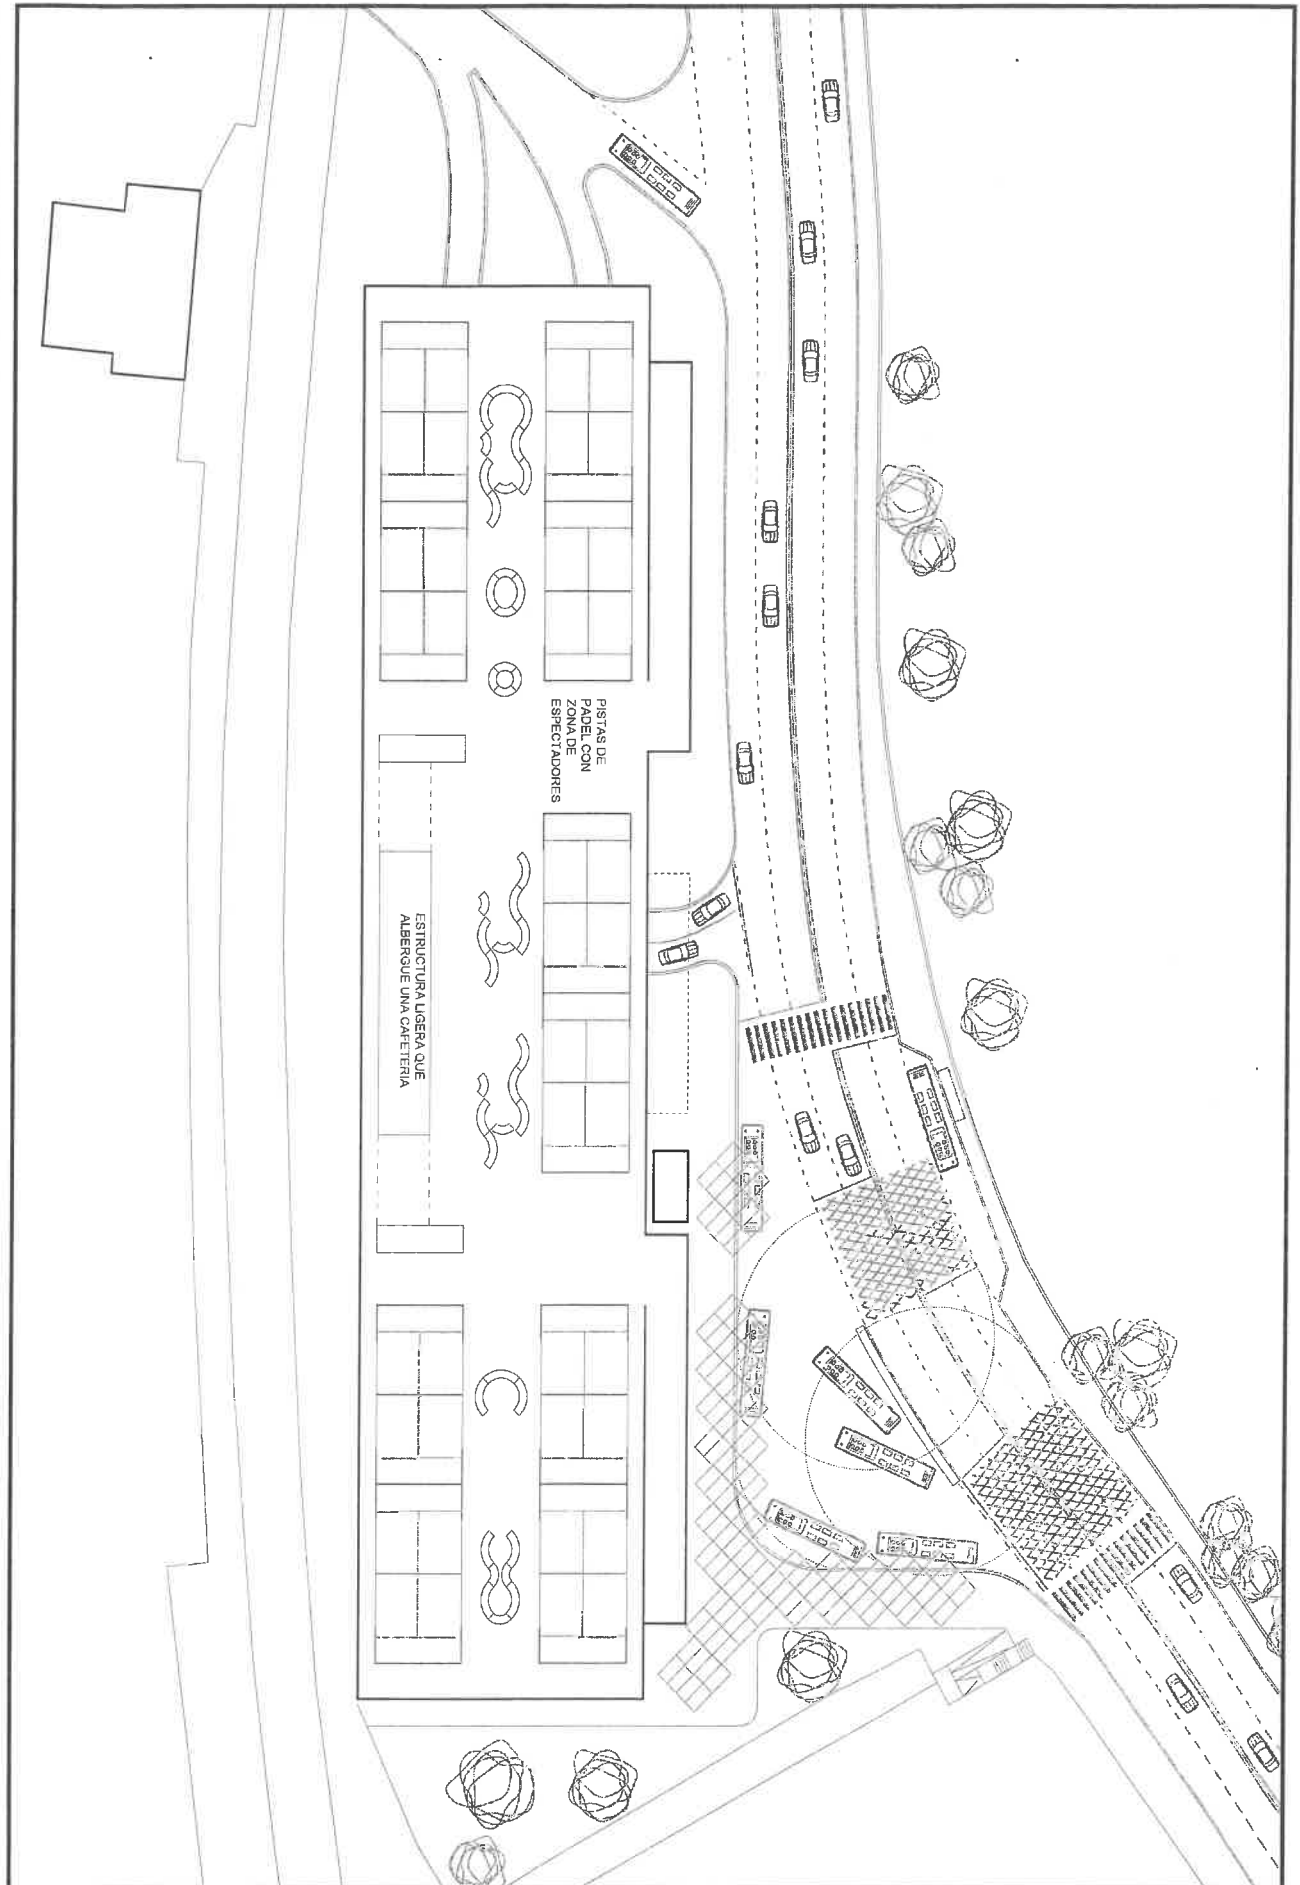 PISTAS DE
PADEL CON
ZONA DE
ESPECTADORES
ESTRUCTURA LIGERA QUE
ALBERGUE UNA CAFETERIA